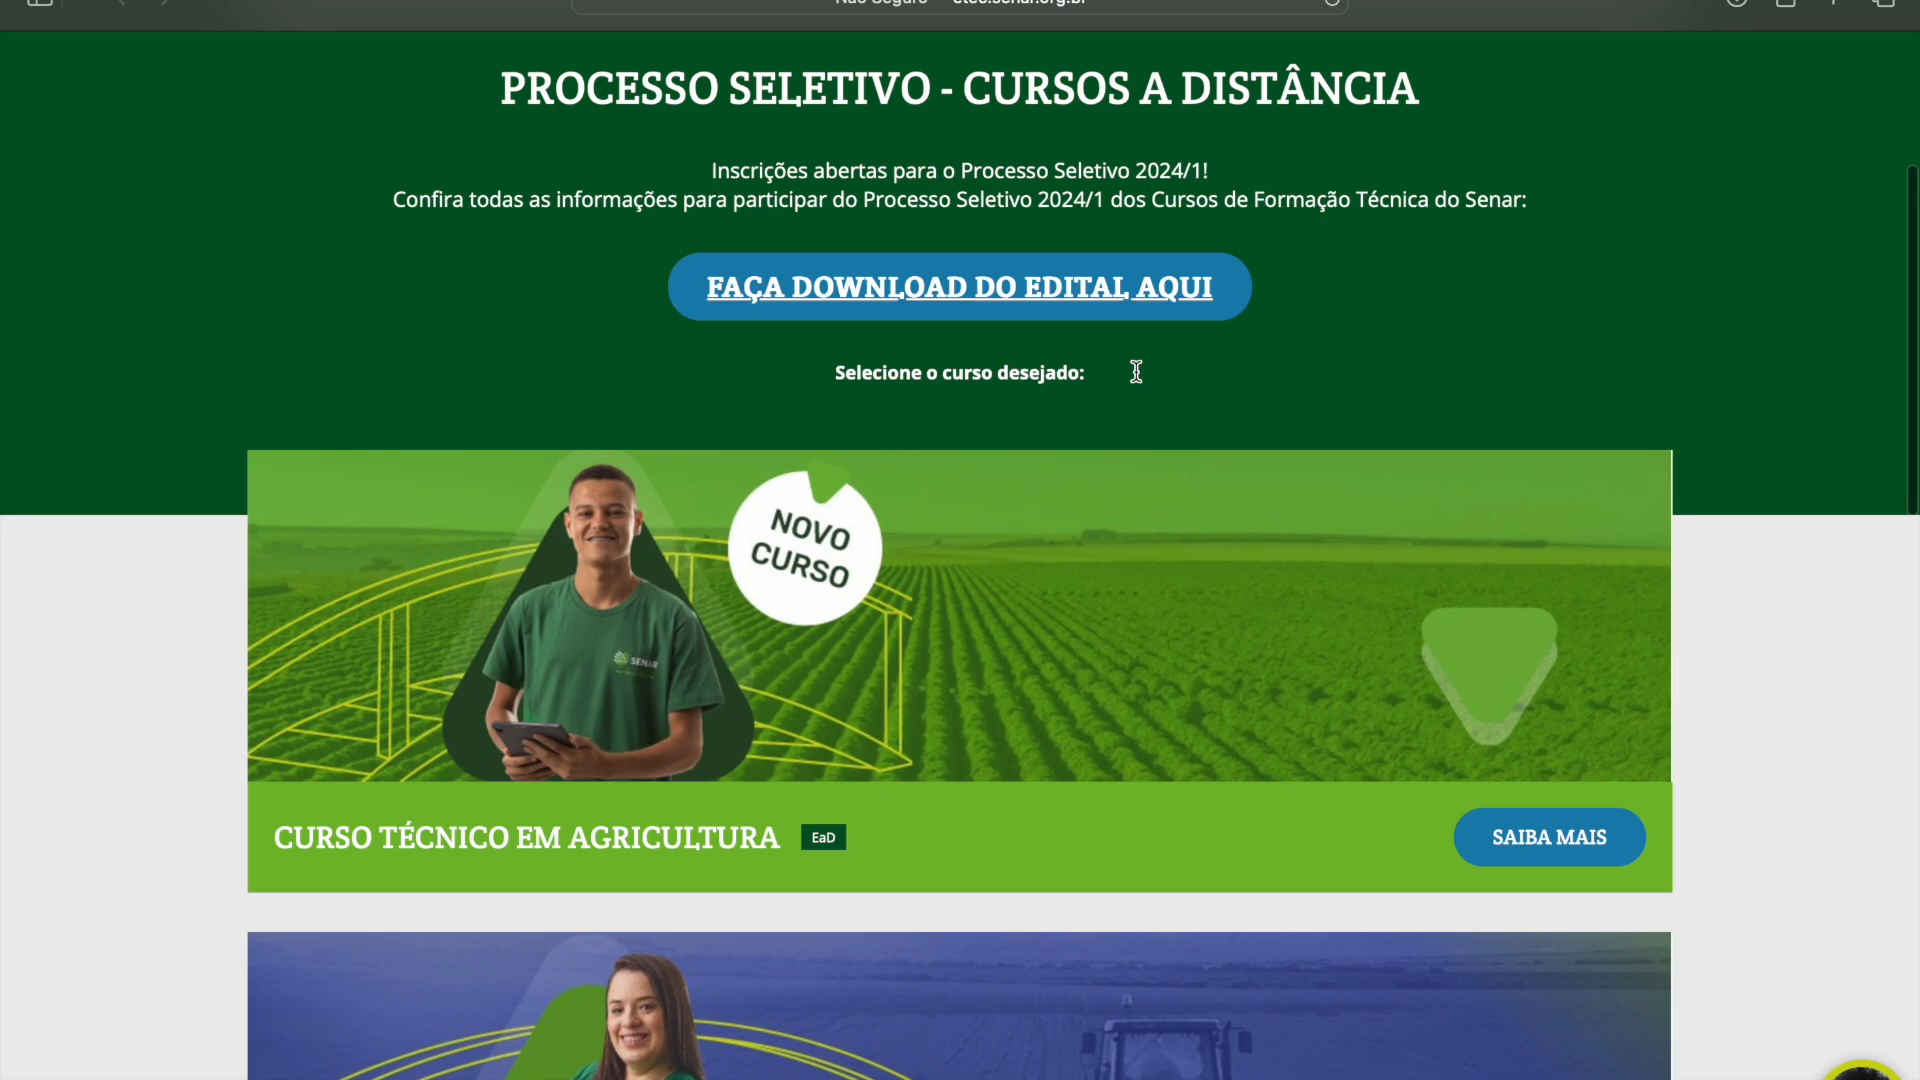 PROCESSO SELETIVO - CURSOS A DISTÂNCIA
Inscrições abertas para o Processo Seletivo 2024/1!
Confira todas as informações para participar do Processo Seletivo 2024/1 dos Cursos de Formação Técnica do Senar:
FAÇA DOWNLOAD DO EDITAL AQUI
Selecione o curso desejado:
NOVO
CURSO
SENAR
CURSO TÉCNICO EM AGRICULTURA EaD
SAIBA MAIS